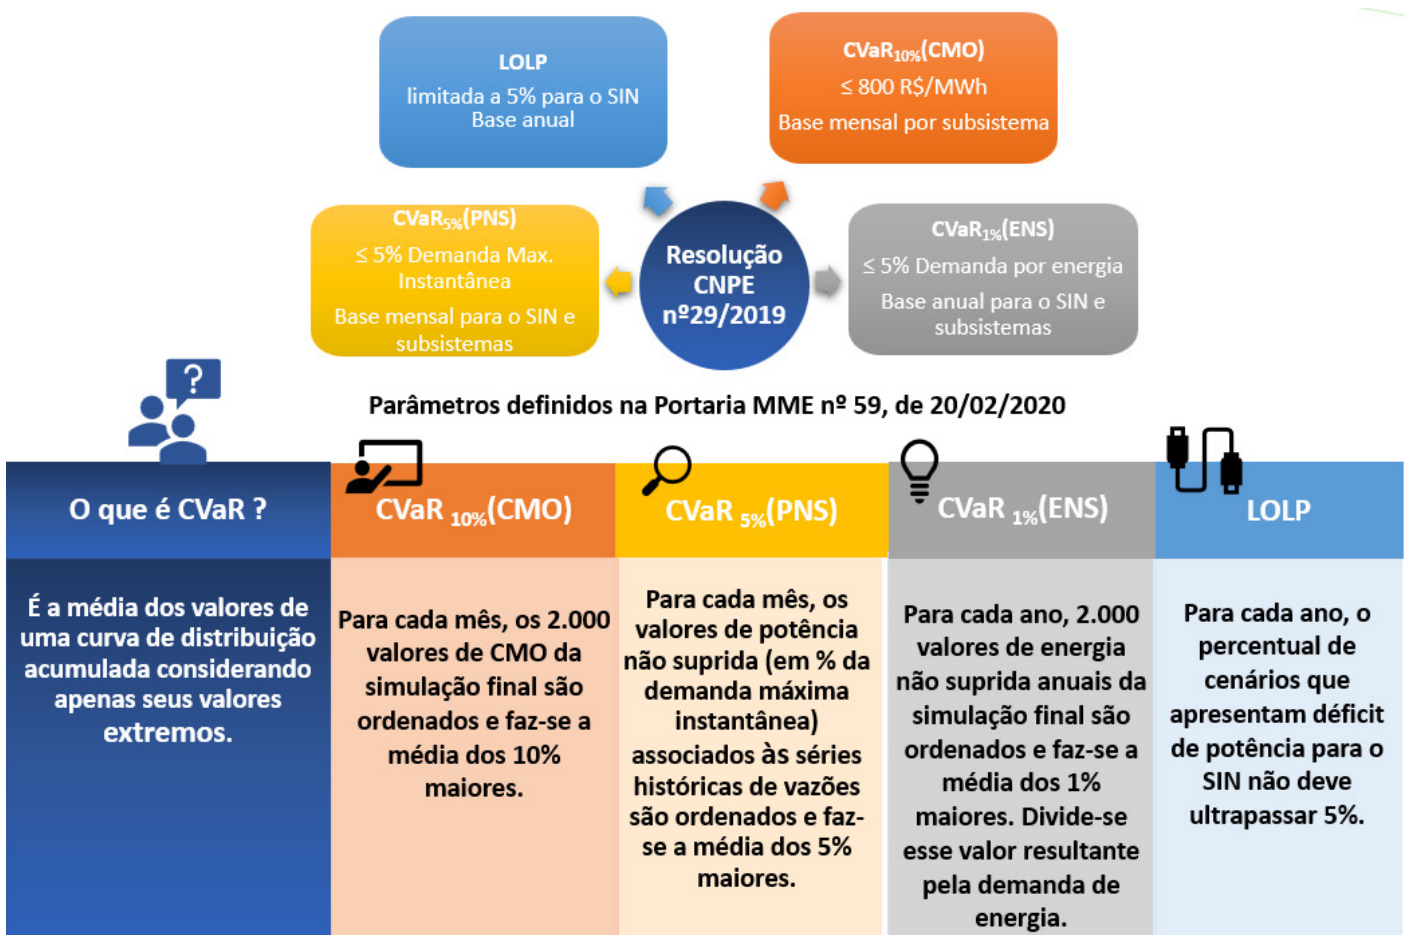 LOLP
limitada a 5% para o SIN
Base anual
CVaR10%(CMO)
≤ 800 R$/MWh
Base mensal por subsistema
CVaR5%(PNS)
≤ 5% Demanda Max.
Instantânea
Base mensal para o SIN e
subsistemas
Resolução
CNPE
nº29/2019
CVaR1%(ENS)
≤ 5% Demanda por energia
Base anual para o SIN e
subsistemas
?
Parâmetros definidos na Portaria MME nº 59, de 20/02/2020
O que é CVaR ?
É a média dos valores de
uma curva de distribuição
acumulada considerando
apenas seus valores
extremos.
CVaR 10%(CMO)
Para cada mês, os 2.000
valores de CMO da
simulação final são
ordenados e faz-se a
média dos 10%
maiores.
CVaR 5%(PNS)
Para cada mês, os
valores de potência
não suprida (em % da
demanda máxima
instantânea)
associados às séries
históricas de vazões
são ordenados e faz-
se a média dos 5%
maiores.
CVaR 1%(ENS)
Para cada ano, 2.000
valores de energia
não suprida anuais da
simulação final são
ordenados e faz-se a
média dos 1%
maiores. Divide-se
esse valor resultante
pela demanda de
energia.
LOLP
Para cada ano, o
percentual de
cenários que
apresentam déficit
de potência para o
SIN não deve
ultrapassar 5%.